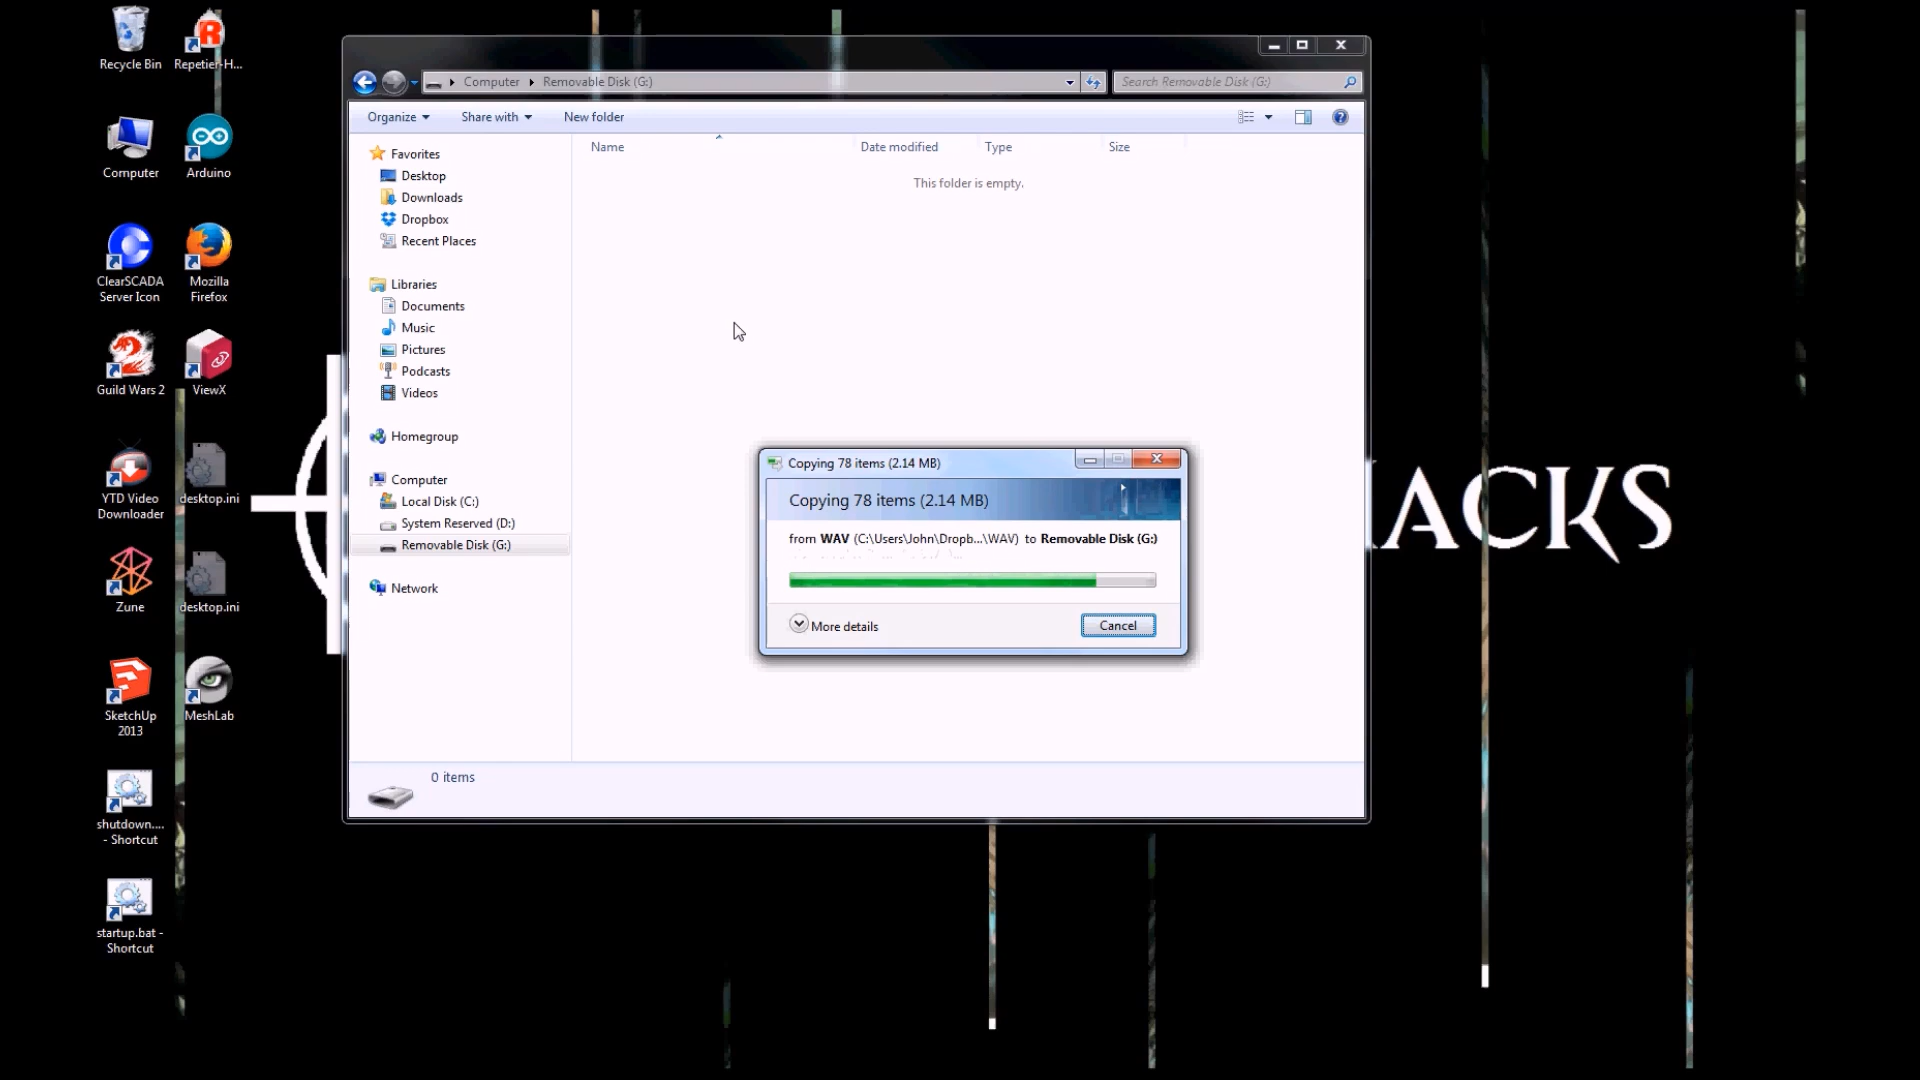 Recycle Bin
Repetier-H...
Computer
Arduino
ClearSCADA
Server Icon
Mozilla
Firefox
Guild Wars 2
ViewX
YTD Video
Downloader
desktop.ini
Zune
desktop.ini
SketchUp
2013
MeshLab
shutdown....
- Shortcut
startup.bat -
Shortcut
Computer
Removable Disk (G:)
Search Removable Disk (G:)
Organize
Share with
New folder
Name
Date modified
Type
Size
This folder is empty.
Favorites
Desktop
Downloads
Dropbox
Recent Places
Libraries
Documents
Music
Pictures
Podcasts
Videos
Homegroup
Computer
Local Disk (C:)
System Reserved (D:)
Removable Disk (G:)
Network
0 items
Copying 78 items (2.14 MB)
Copying 78 items (2.14 MB)
from WAV (C:\Users\John\Dropb...\WAV) to Removable Disk (G:)
More details
Cancel
ACKS